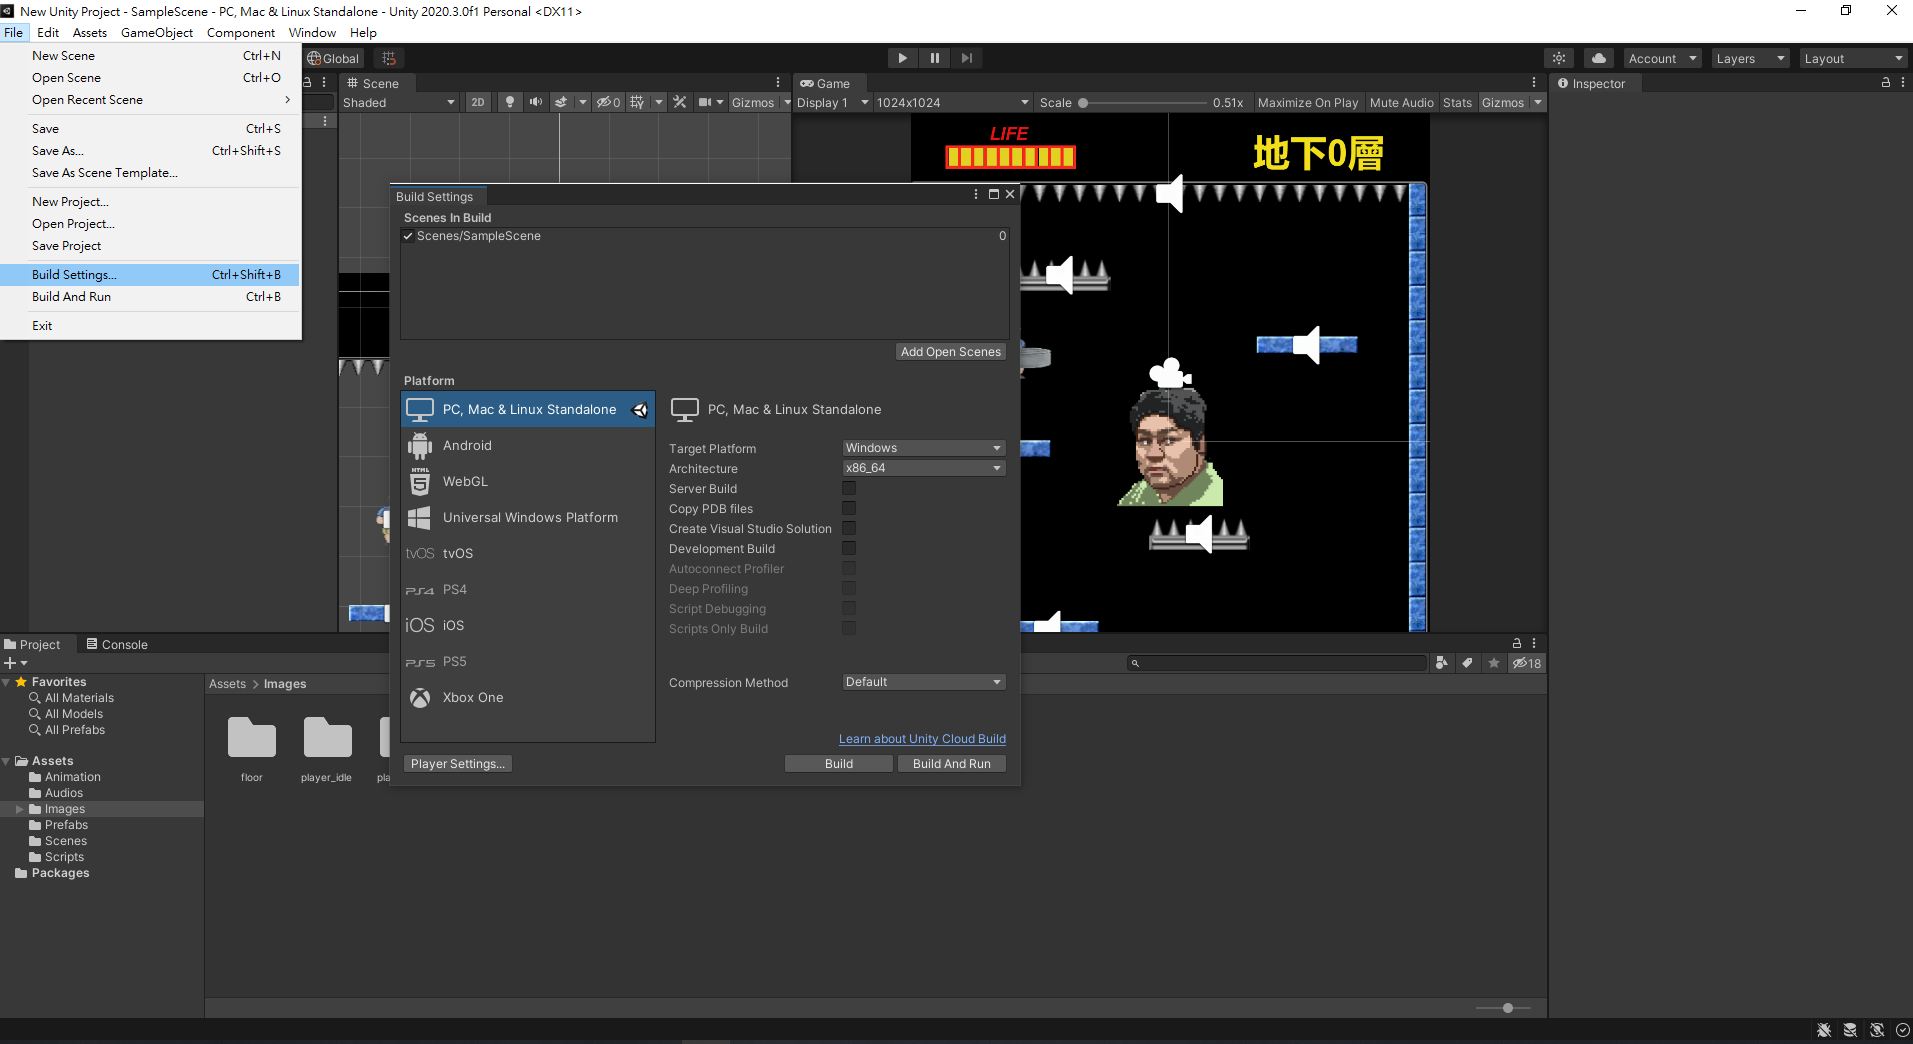 New Unity Project - SampleScene - PC, Mac & Linux Standalone - Unity 2020.3.0f1 Personal <DX11>
File Edit Assets GameObject Component Window Help
New Scene Ctrl+N
Open Scene Ctrl+O
Open Recent Scene
Save Ctrl+S
Save As... Ctrl+Shift+S
Save As Scene Template...
New Project...
Open Project...
Save Project
Build Settings... Ctrl+Shift+B
Build And Run Ctrl+B
Exit
Global
Account Layers Layout
Scene
Shaded 2D 0 Gizmos
Game
Display 1 1024x1024 Scale 0.51x Maximize On Play Mute Audio Stats Gizmos
Inspector
LIFE
地下0層
Build Settings
Scenes In Build
Scenes/SampleScene 0
Add Open Scenes
Platform
PC, Mac & Linux Standalone
Android
HTML
WebGL
Universal Windows Platform
tvOS tvOS
PS4 PS4
iOS iOS
PS5 PS5
Xbox One
PC, Mac & Linux Standalone
Target Platform Windows
Architecture x86_64
Server Build
Copy PDB files
Create Visual Studio Solution
Development Build
Autoconnect Profiler
Deep Profiling
Script Debugging
Scripts Only Build
Compression Method Default
Learn about Unity Cloud Build
Player Settings... Build Build And Run
Project Console
18
Favorites
All Materials
All Models
All Prefabs
Assets
Animation
Audios
Images
Prefabs
Scenes
Scripts
Packages
Assets > Images
floor player_idle pla